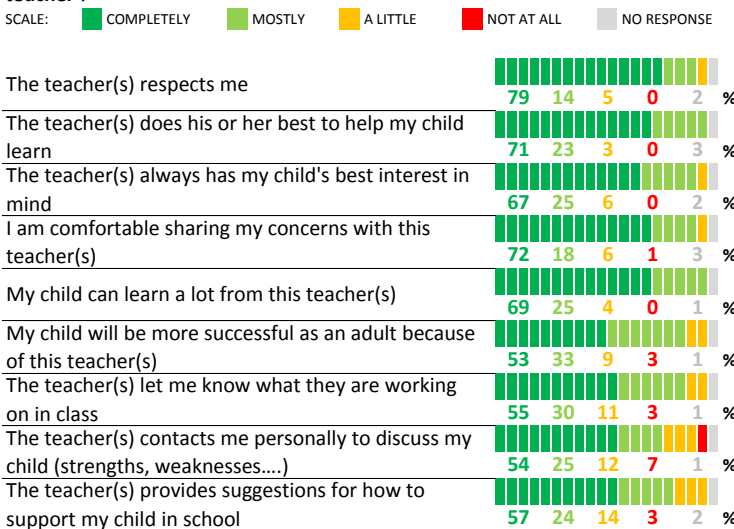 teacher?
SCALE: COMPLETELY MOSTLY A LITTLE NOT AT ALL NO RESPONSE
The teacher(s) respects me
79 14 5 0 2 %
The teacher(s) does his or her best to help my child
learn
71 23 3 0 3 %
The teacher(s) always has my child's best interest in
mind
67 25 6 0 2 %
I am comfortable sharing my concerns with this
teacher(s)
72 18 6 1 3 %
My child can learn a lot from this teacher(s)
69 25 4 0 1 %
My child will be more successful as an adult because
of this teacher(s)
53 33 9 3 1 %
The teacher(s) let me know what they are working
on in class
55 30 11 3 1 %
The teacher(s) contacts me personally to discuss my
child (strengths, weaknesses....)
54 25 12 7 1 %
The teacher(s) provides suggestions for how to
support my child in school
57 24 14 3 2 %